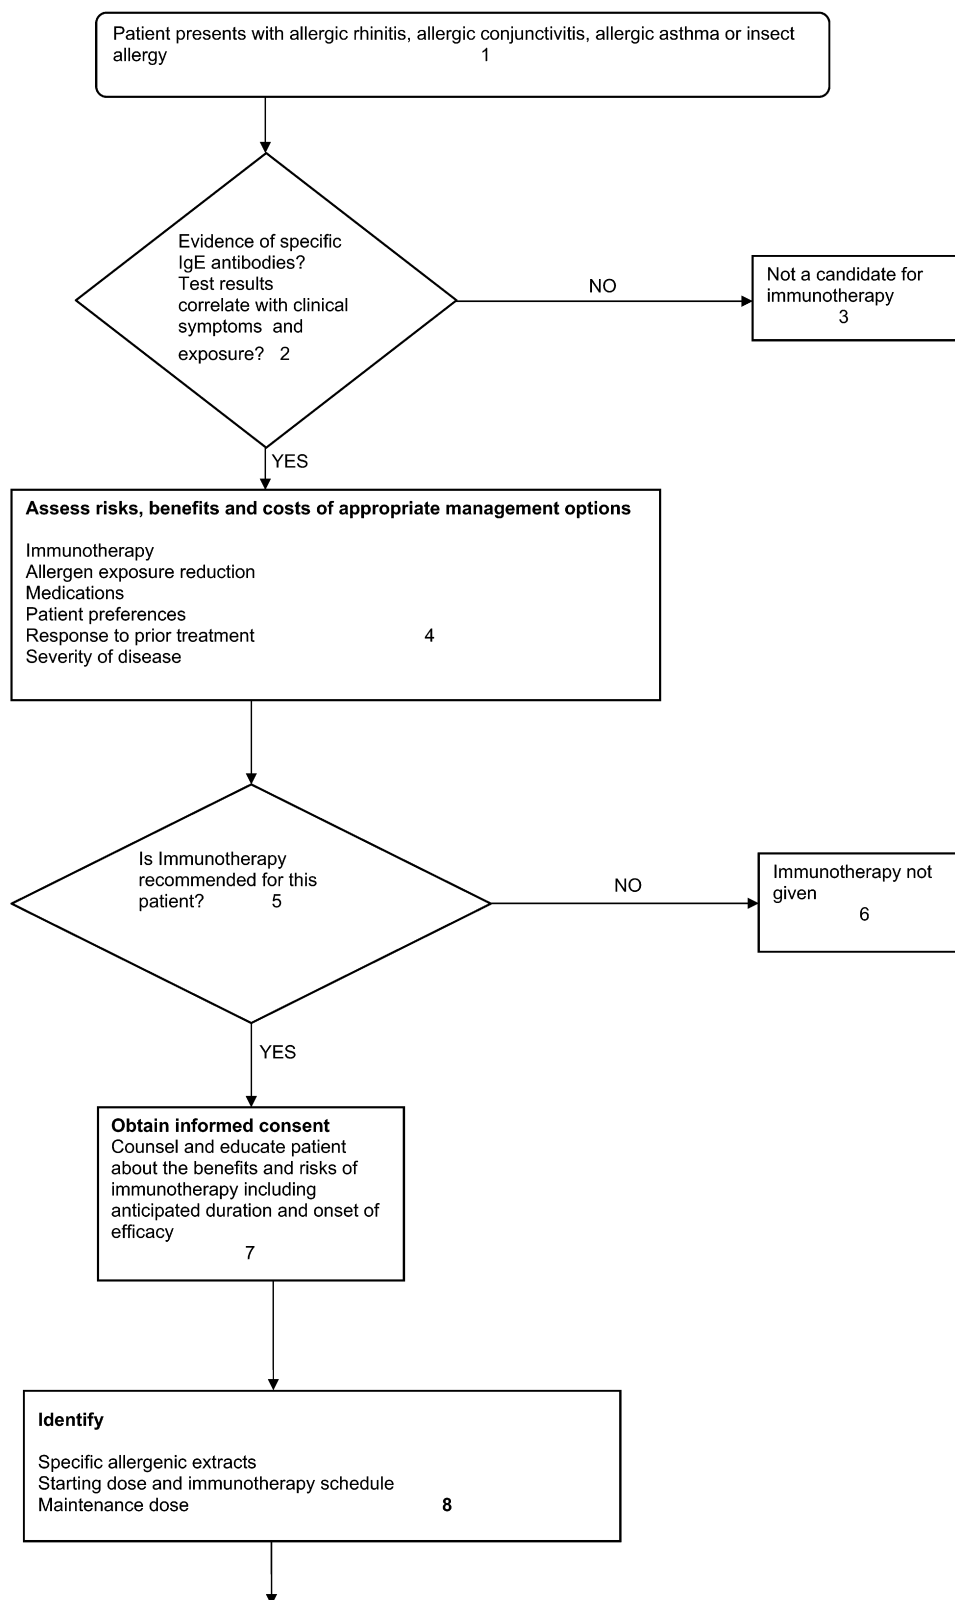 Patient presents with allergic rhinitis, allergic conjunctivitis, allergic asthma or insect
allergy 1
Evidence of specific
IgE antibodies?
Test results
correlate with clinical
symptoms and
exposure? 2
NO
Not a candidate for
immunotherapy
3
YES
Assess risks, benefits and costs of appropriate management options
Immunotherapy
Allergen exposure reduction
Medications
Patient preferences
Response to prior treatment 4
Severity of disease
Is Immunotherapy
recommended for this
patient? 5
NO
Immunotherapy not
given
6
YES
Obtain informed consent
Counsel and educate patient
about the benefits and risks of
immunotherapy including
anticipated duration and onset of
efficacy
7
Identify
Specific allergenic extracts
Starting dose and immunotherapy schedule
Maintenance dose 8